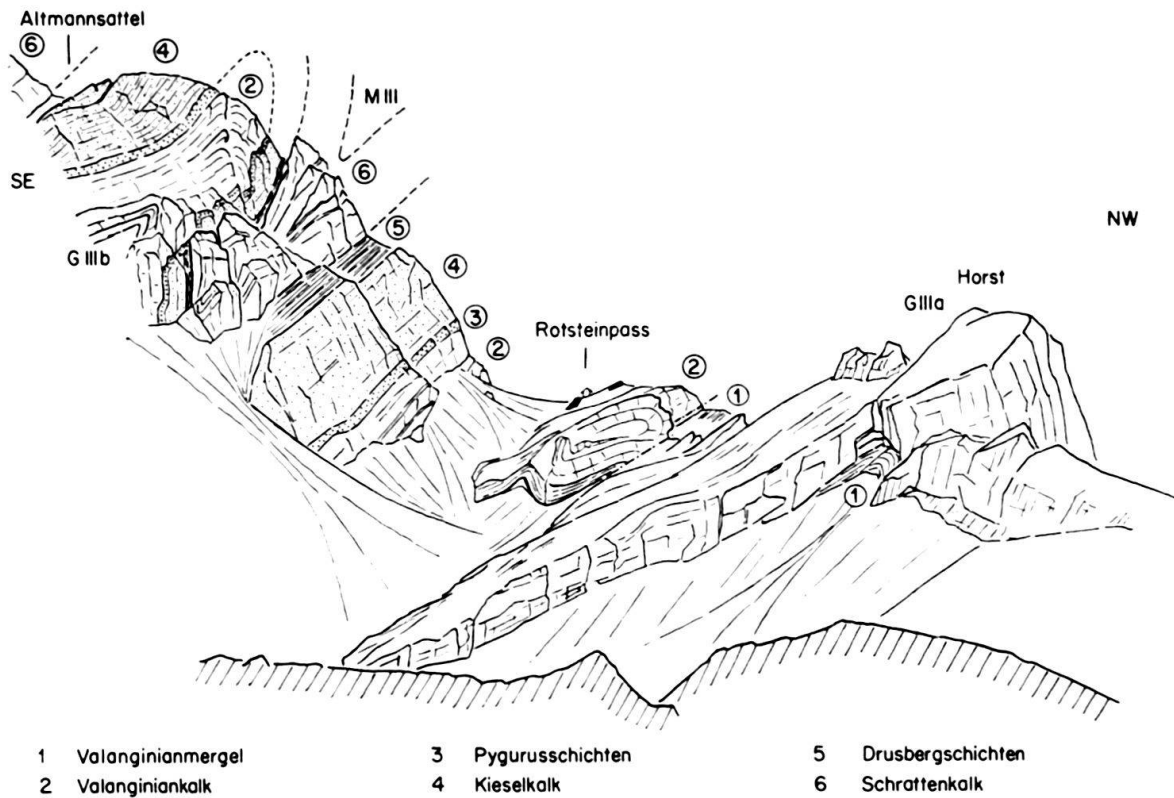 Altmannsattel
6
4
2
M III
6
SE
5
NW
G IIIb
4
Horst
G IIIa
3
Rotsteinpass
2
2
1
1
1 Valanginianmergel 3 Pygurusschichten 5 Drusbergschichten
2 Valanginiankalk 4 Kieselkalk 6 Schrattenkalk